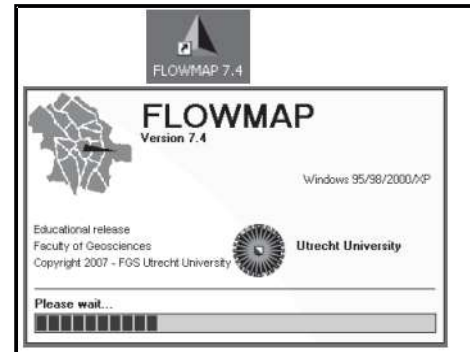 FLOWMAP 7.4
FLOWMAP
Version 7.4
Windows 95/98/2000/XP
Educational release
Faculty of Geosciences
Copyright 2007 - FGS Utrecht University
Utrecht University
Please wait...